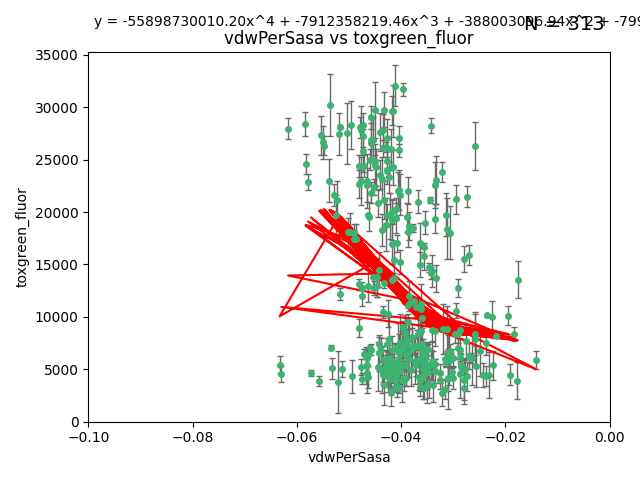 y = -55898730010.20x^4 + -7912358219.46x^3 + + -799
N = 313
vdwPerSasa vs toxgreen_fluor
35000
30000
25000
20000
15000
10000
5000
0
toxgreen_fluor
−0.10 −0.08 −0.06 −0.04 −0.02 0.00
vdwPerSasa